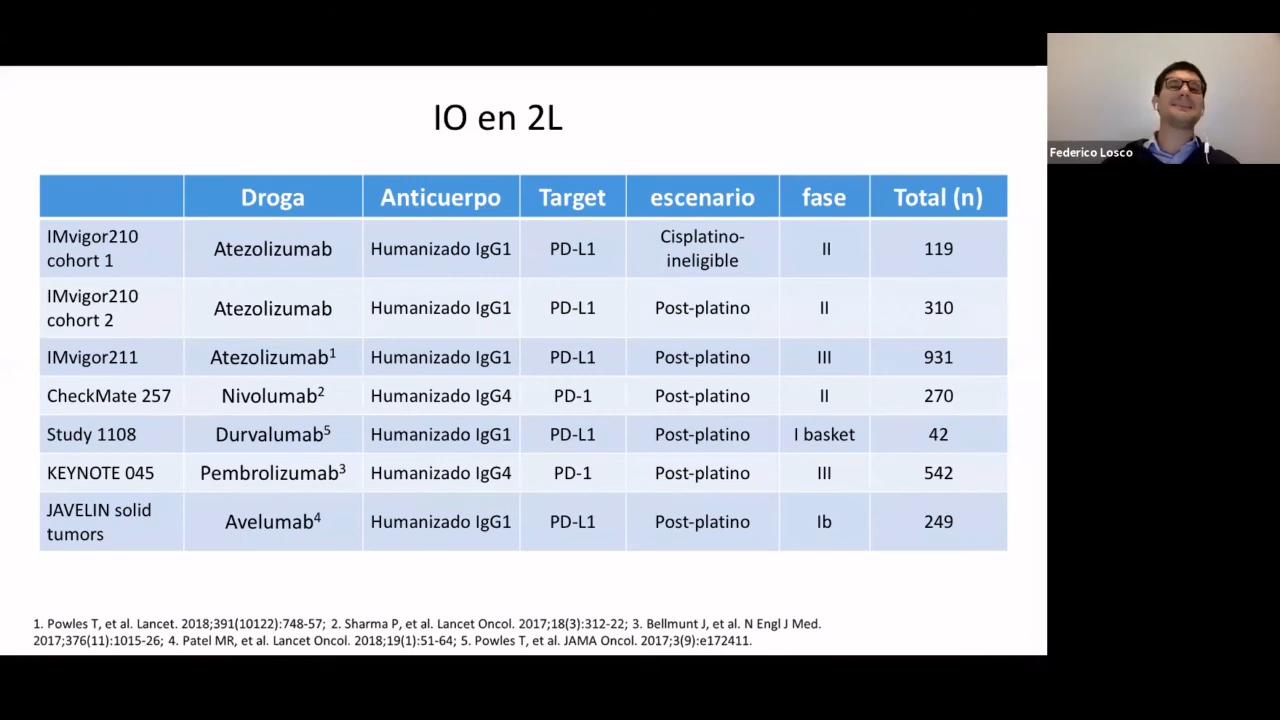 IO en 2L
Droga Anticuerpo Target escenario fase Total (n)
IMvigor210
cohort 1 Atezolizumab Humanizado IgG1 PD-L1 Cisplatino-
ineligible II 119
IMvigor210
cohort 2 Atezolizumab Humanizado IgG1 PD-L1 Post-platino II 310
IMvigor211 Atezolizumab¹ Humanizado IgG1 PD-L1 Post-platino III 931
CheckMate 257 Nivolumab² Humanizado IgG4 PD-1 Post-platino II 270
Study 1108 Durvalumab⁵ Humanizado IgG1 PD-L1 Post-platino I basket 42
KEYNOTE 045 Pembrolizumab³ Humanizado IgG4 PD-1 Post-platino III 542
JAVELIN solid
tumors Avelumab⁴ Humanizado IgG1 PD-L1 Post-platino Ib 249
1. Powles T, et al. Lancet. 2018;391(10122):748-57; 2. Sharma P, et al. Lancet Oncol. 2017;18(3):312-22; 3. Bellmunt J, et al. N Engl J Med.
2017;376(11):1015-26; 4. Patel MR, et al. Lancet Oncol. 2018;19(1):51-64; 5. Powles T, et al. JAMA Oncol. 2017;3(9):e172411.
Federico Losco